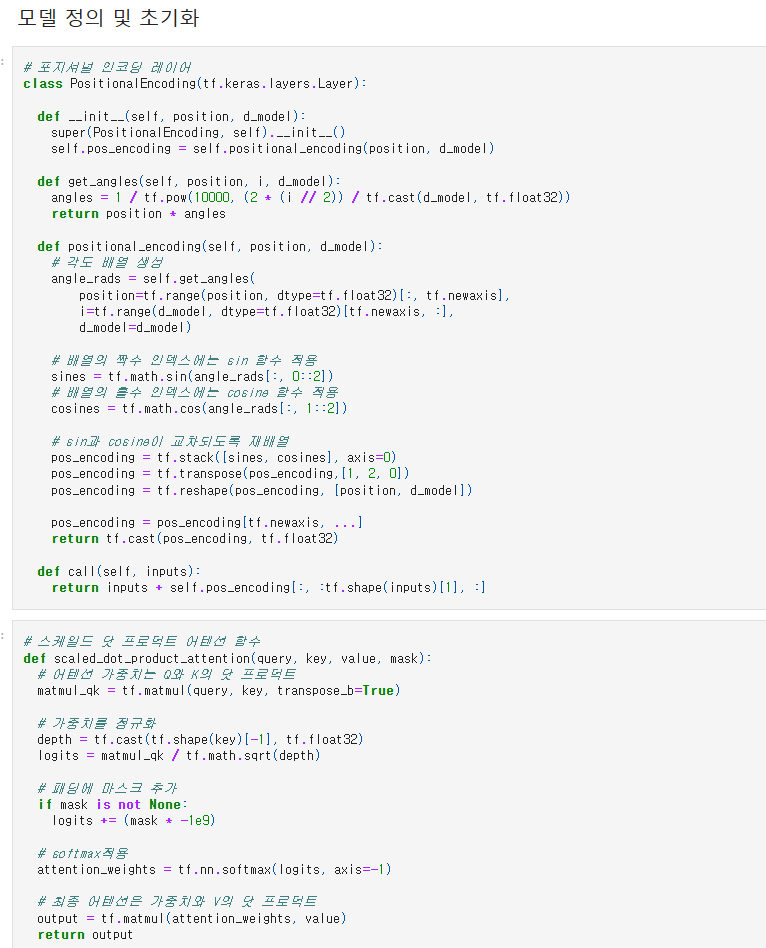 모델 정의 및 초기화
# 포지셔널 인코딩 레이어
class PositionalEncoding(tf.keras.layers.Layer):
  def __init__(self, position, d_model):
    super(PositionalEncoding, self).__init__()
    self.pos_encoding = self.positional_encoding(position, d_model)
  def get_angles(self, position, i, d_model):
    angles = 1 / tf.pow(10000, (2 * (i // 2)) / tf.cast(d_model, tf.float32))
    return position * angles
  def positional_encoding(self, position, d_model):
    # 각도 배열 생성
    angle_rads = self.get_angles(
        position=tf.range(position, dtype=tf.float32)[:, tf.newaxis],
        i=tf.range(d_model, dtype=tf.float32)[tf.newaxis, :],
        d_model=d_model)
    # 배열의 짝수 인덱스에는 sin 함수 적용
    sines = tf.math.sin(angle_rads[:, 0::2])
    # 배열의 홀수 인덱스에는 cosine 함수 적용
    cosines = tf.math.cos(angle_rads[:, 1::2])
    # sin과 cosine이 교차되도록 재배열
    pos_encoding = tf.stack([sines, cosines], axis=0)
    pos_encoding = tf.transpose(pos_encoding,[1, 2, 0])
    pos_encoding = tf.reshape(pos_encoding, [position, d_model])
    pos_encoding = pos_encoding[tf.newaxis, ...]
    return tf.cast(pos_encoding, tf.float32)
  def call(self, inputs):
    return inputs + self.pos_encoding[:, :tf.shape(inputs)[1], :]
# 스케일드 닷 프로덕트 어텐션 함수
def scaled_dot_product_attention(query, key, value, mask):
  # 어텐션 가중치는 Q와 K의 닷 프로덕트
  matmul_qk = tf.matmul(query, key, transpose_b=True)
  # 가중치를 정규화
  depth = tf.cast(tf.shape(key)[-1], tf.float32)
  logits = matmul_qk / tf.math.sqrt(depth)
  # 패딩에 마스크 추가
  if mask is not None:
    logits += (mask * -1e9)
  # softmax적용
  attention_weights = tf.nn.softmax(logits, axis=-1)
  # 최종 어텐션은 가중치와 V의 닷 프로덕트
  output = tf.matmul(attention_weights, value)
  return output